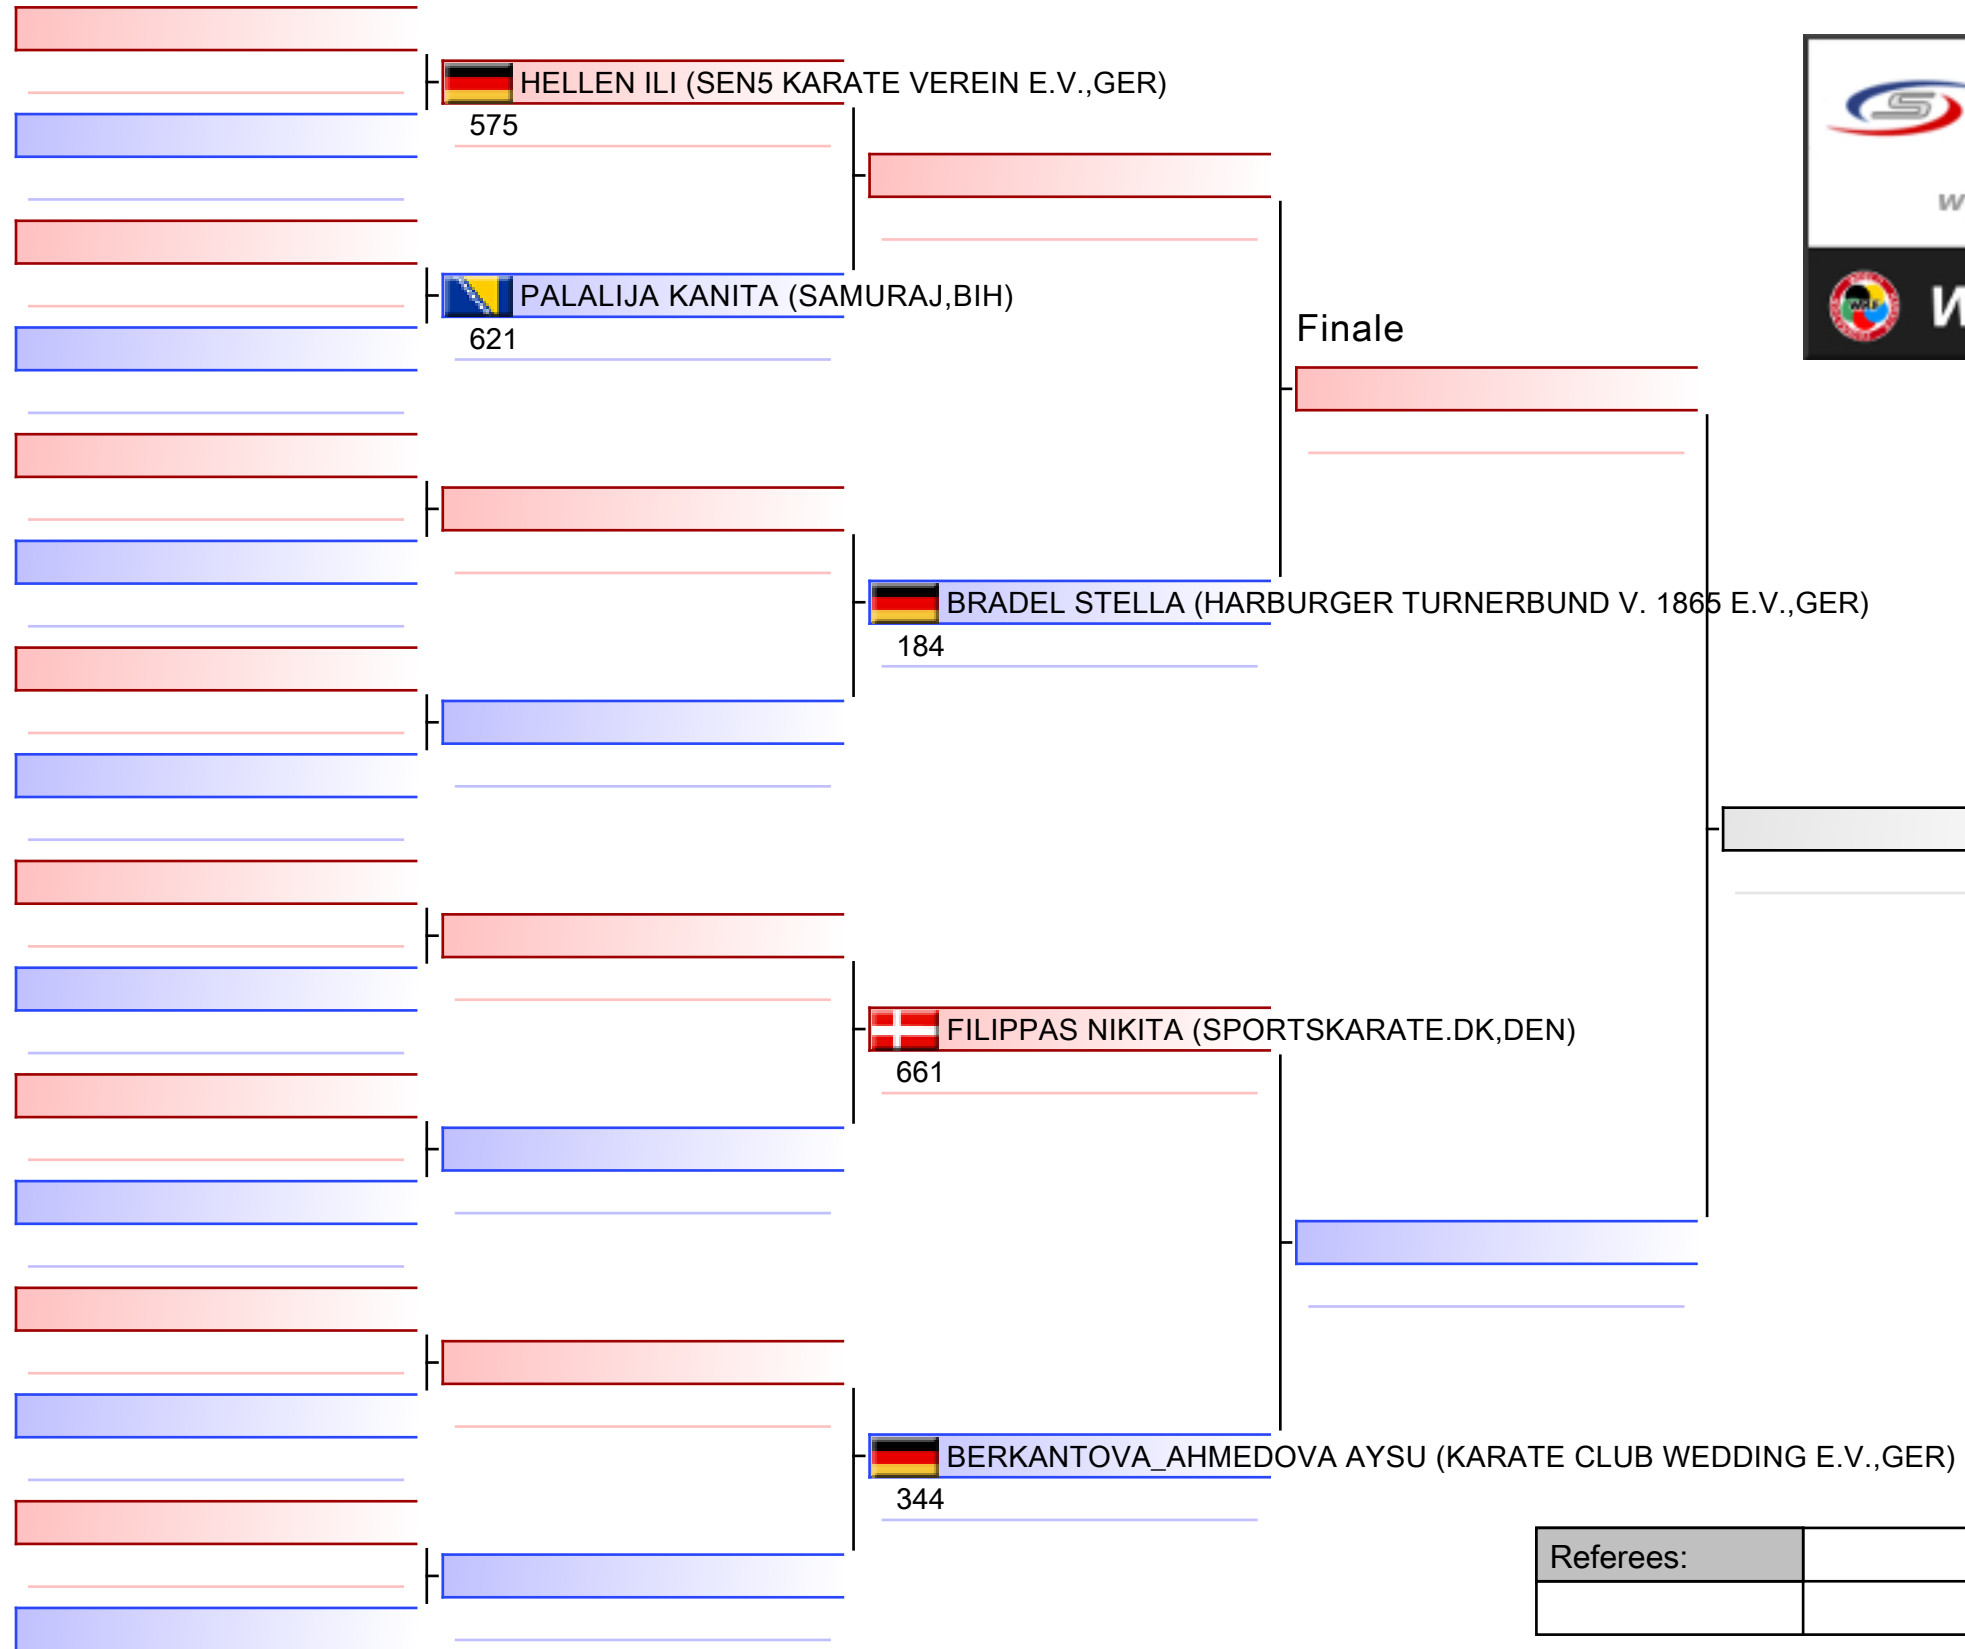 HELLEN ILI (SEN5 KARATE VEREIN E.V.,GER)
575
PALALIJA KANITA (SAMURAJ,BIH)
621
Finale
BRADEL STELLA (HARBURGER TURNERBUND V. 1865 E.V.,GER)
184
FILIPPAS NIKITA (SPORTSKARATE.DK,DEN)
661
BERKANTOVA_AHMEDOVA AYSU (KARATE CLUB WEDDING E.V.,GER)
344
Referees: